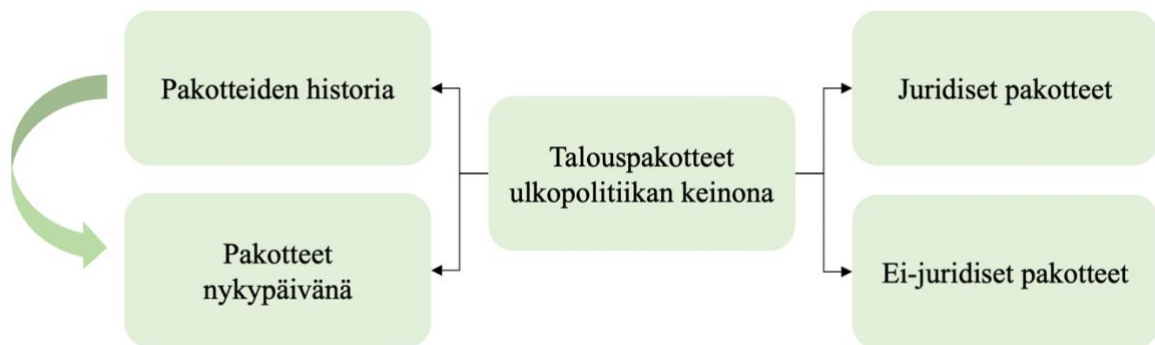 Pakotteiden historia
Juridiset pakotteet
Talouspakotteet
ulkopolitiikan keinona
Pakotteet
nykypäivänä
Ei-juridiset pakotteet